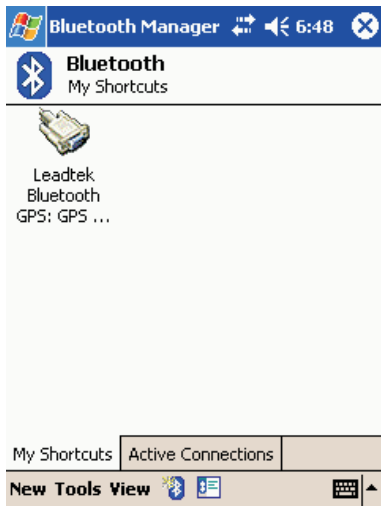 Bluetooth Manager 6:48
Bluetooth
My Shortcuts
Leadtek
Bluetooth
GPS: GPS ...
My Shortcuts Active Connections
New Tools View